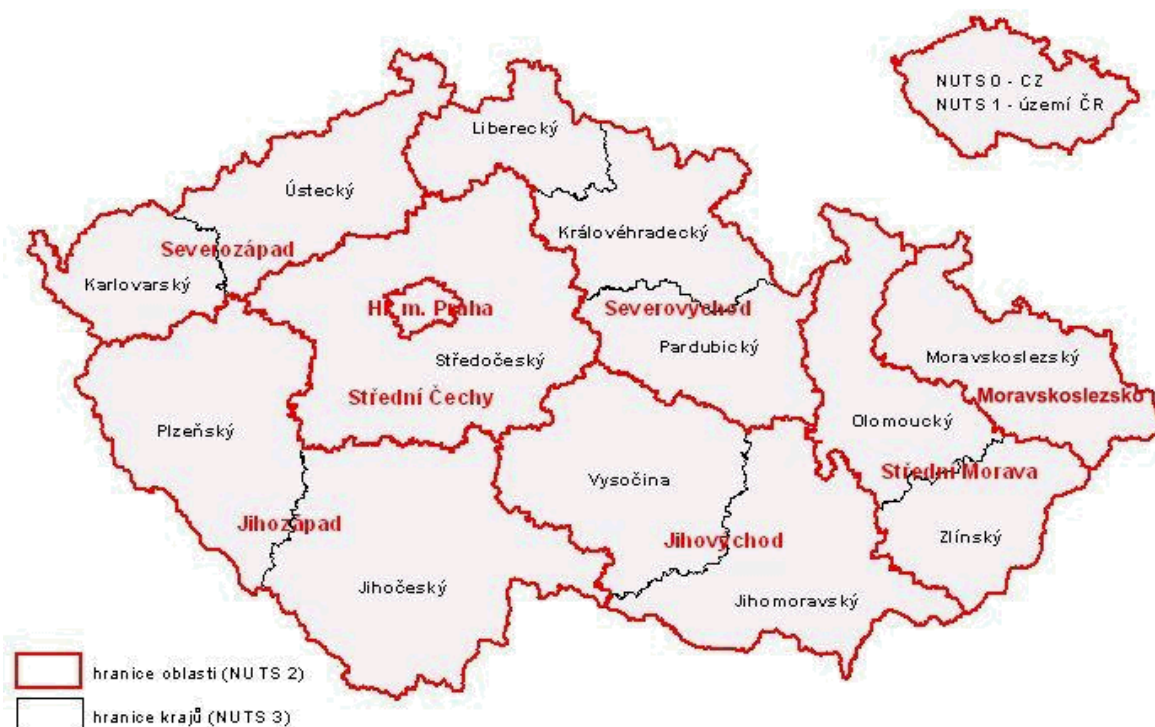 NUTS 0 - CZ
NUTS 1 - území ČR
Liberecký
Ústecký
Královéhradecký
Severozápad
Karlovarský
Hl. m. Praha
Severovýchod
Pardubický
Středočeský
Moravskoslezský
Střední Čechy
Moravskoslezsko
Plzeňský
Olomoucký
Vysočina
Střední Morava
Jihozápad
Jihovýchod
Zlínský
Jihočeský
Jihomoravský
hranice oblasti (NUTS 2)
hranice krajů (NUTS 3)